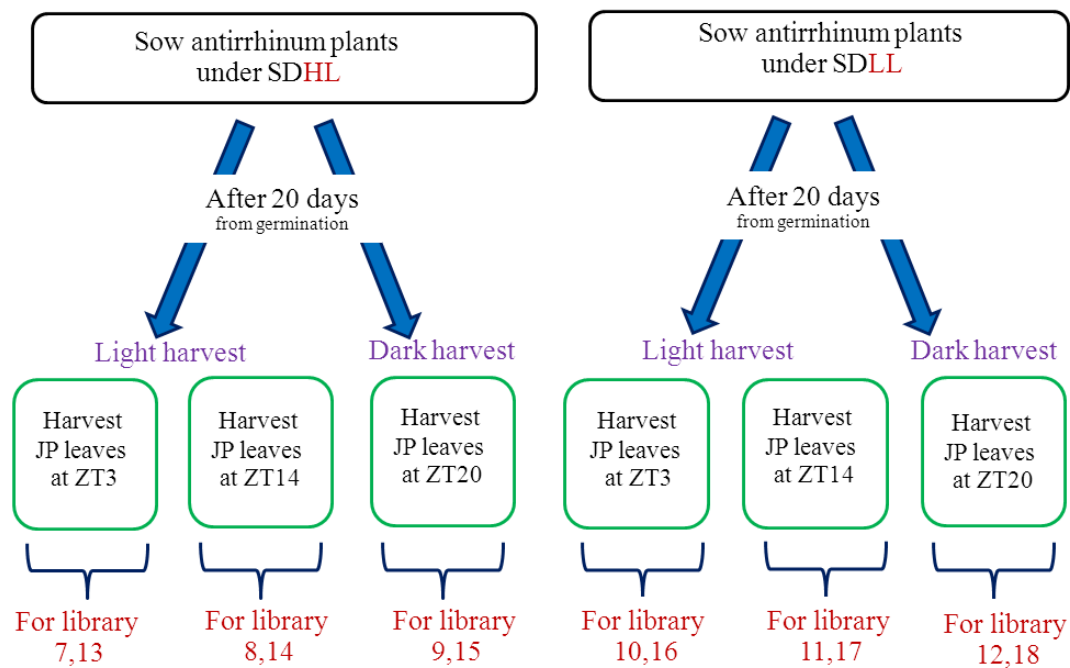 Sow antirrhinum plants
under SDHL
After 20 days
from germination
Light harvest
Dark harvest
Harvest
JP leaves
at ZT3
Harvest
JP leaves
at ZT14
Harvest
JP leaves
at ZT20
For library
7,13
For library
8,14
For library
9,15
Sow antirrhinum plants
under SDLL
After 20 days
from germination
Light harvest
Dark harvest
Harvest
JP leaves
at ZT3
Harvest
JP leaves
at ZT14
Harvest
JP leaves
at ZT20
For library
10,16
For library
11,17
For library
12,18